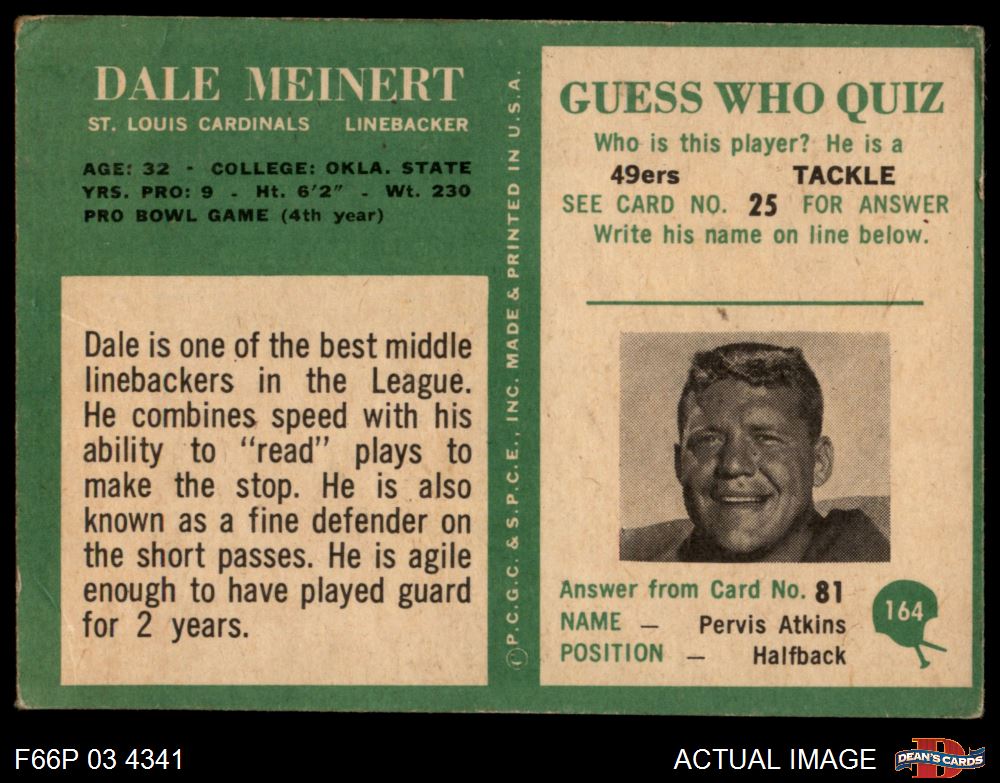 DALE MEINERT
ST. LOUIS CARDINALS LINEBACKER
AGE: 32 - COLLEGE: OKLA. STATE
YRS. PRO: 9 - Ht. 6'2" - Wt. 230
PRO BOWL GAME (4th year)
Dale is one of the best middle
linebackers in the League.
He combines speed with his
ability to "read" plays to
make the stop. He is also
known as a fine defender on
the short passes. He is agile
enough to have played guard
for 2 years.
© P.C.G.C. & S.P.C.E., INC. MADE & PRINTED IN U.S.A.
GUESS WHO QUIZ
Who is this player? He is a
49ers TACKLE
SEE CARD NO. 25 FOR ANSWER
Write his name on line below.
Answer from Card No. 81
NAME — Pervis Atkins
POSITION — Halfback
164
F66P 03 4341
ACTUAL IMAGE
D
DEAN'S CARDS